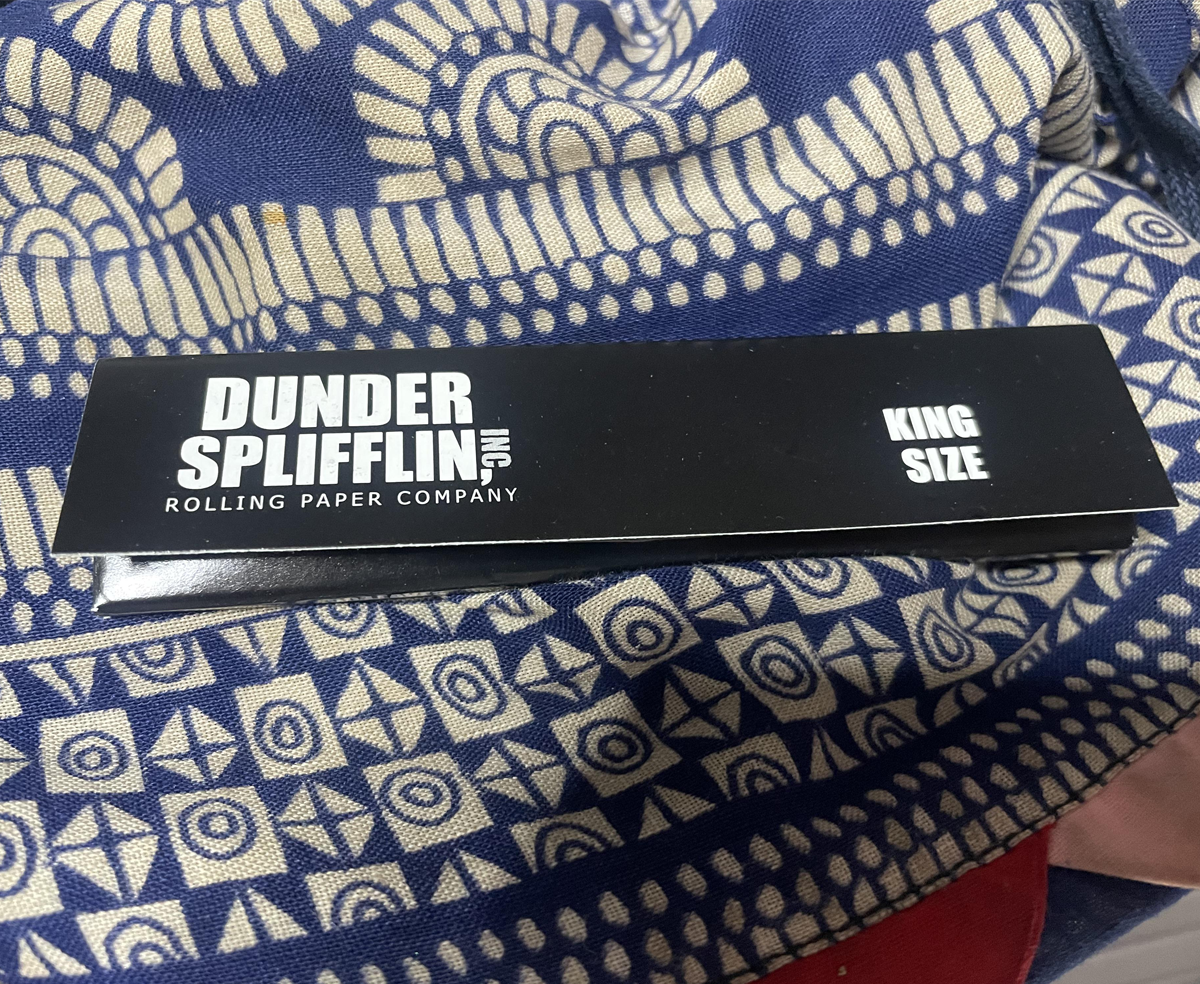 DUNDER
SPLIFFLIN, INC
ROLLING PAPER COMPANY
KING
SIZE